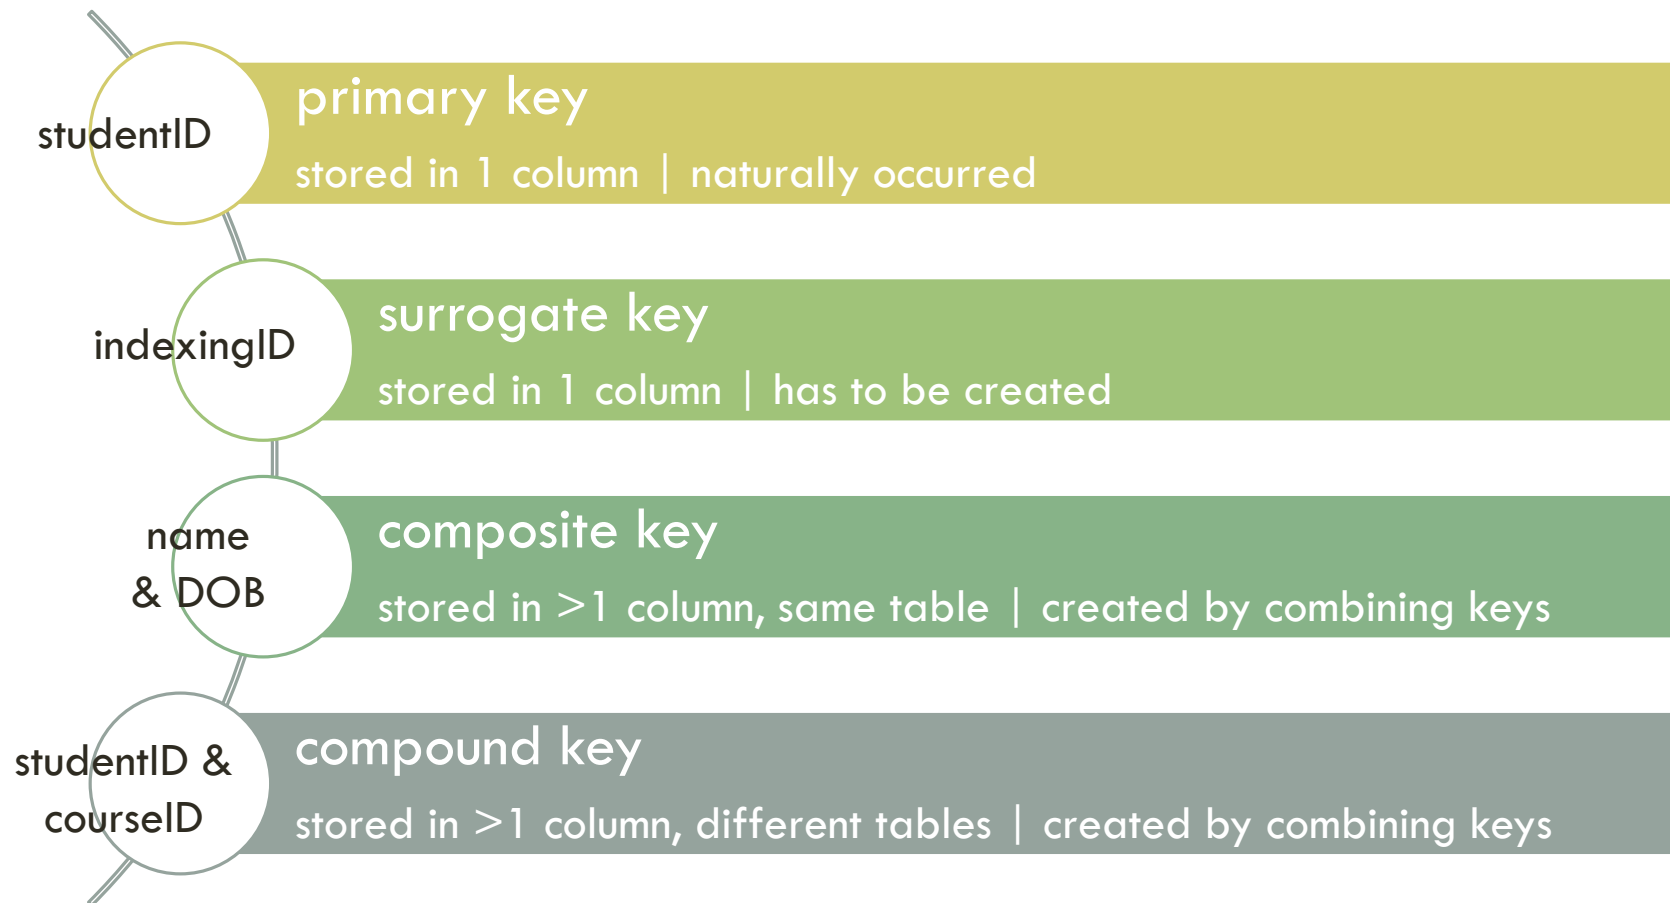 studentID
primary key
stored in 1 column | naturally occurred
indexingID
surrogate key
stored in 1 column | has to be created
name
& DOB
composite key
stored in >1 column, same table | created by combining keys
studentID &
courseID
compound key
stored in >1 column, different tables | created by combining keys